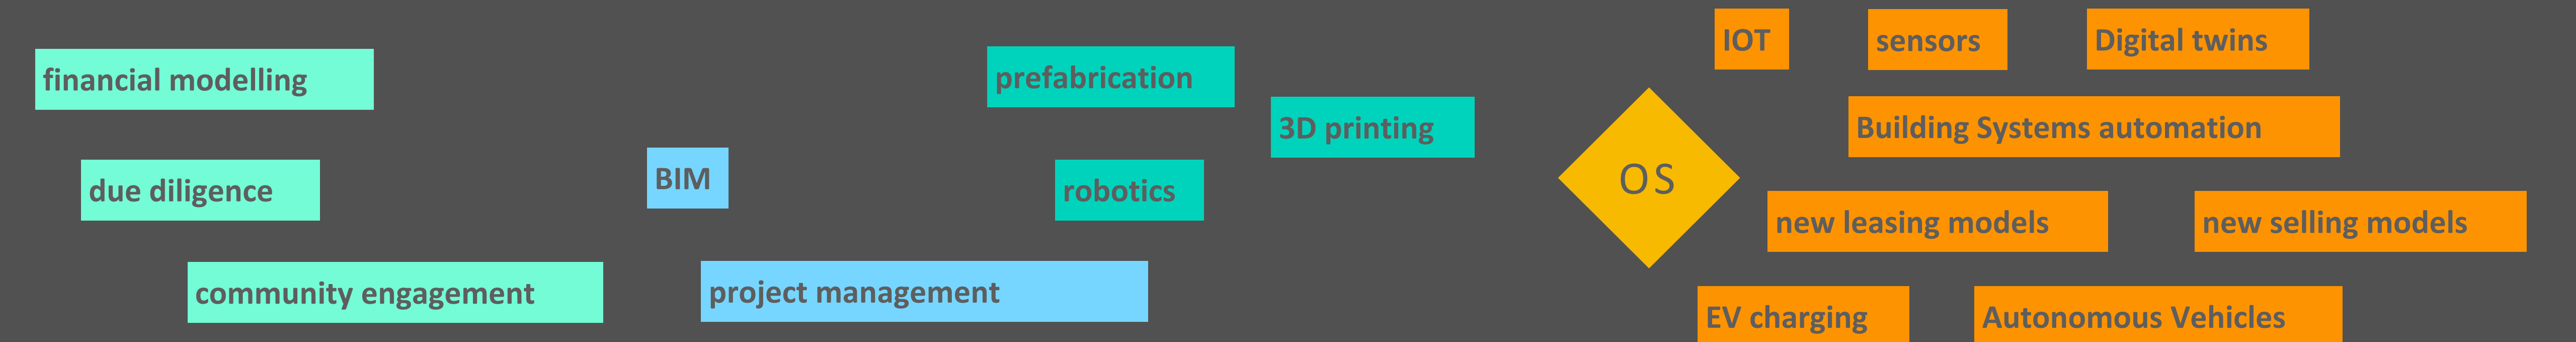 financial modelling
due diligence
community engagement
BIM
project management
prefabrication
3D printing
robotics
OS
IOT
sensors
Digital twins
Building Systems automation
new leasing models
new selling models
EV charging
Autonomous Vehicles